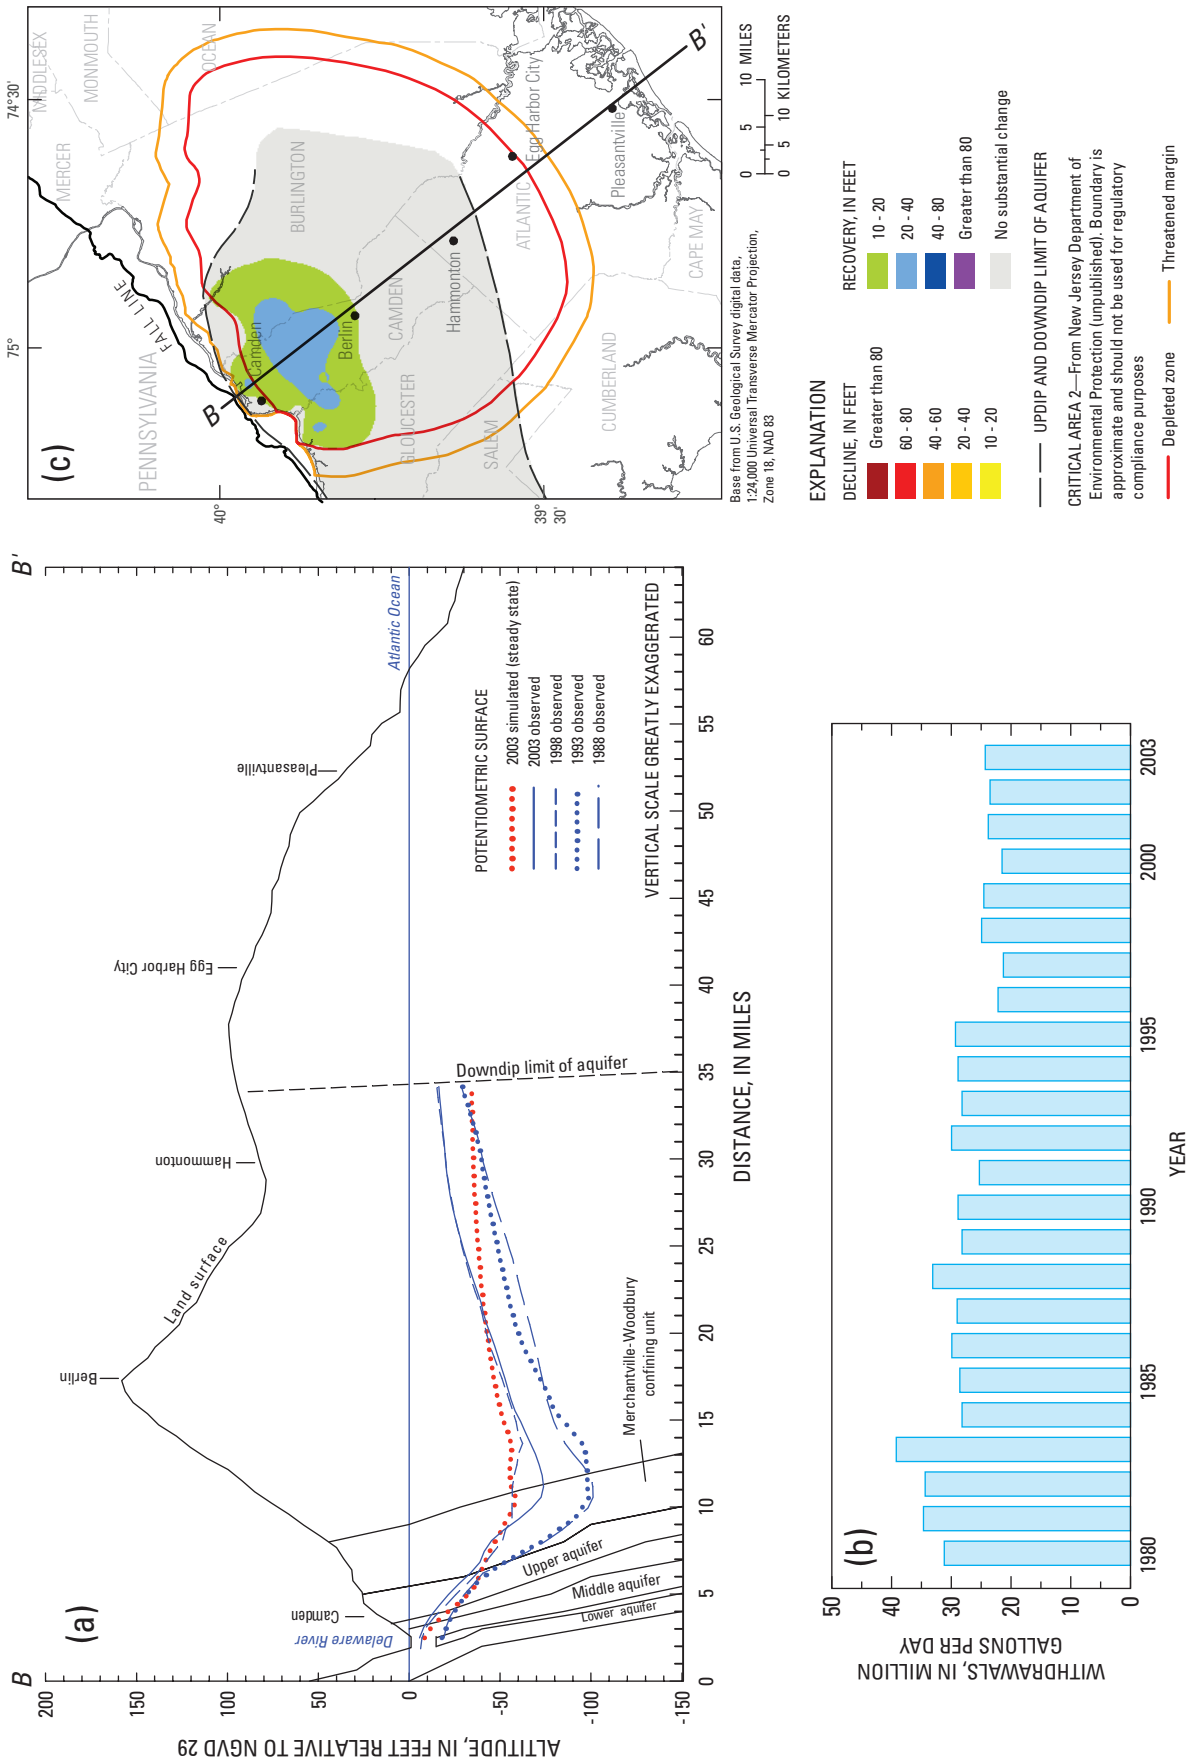 (a)
B
B'
200
150
100
50
0
-50
-100
-150
ALTITUDE, IN FEET RELATIVE TO NGVD 29
Delaware River
Camden
Berlin
Land surface
Hammonton
Egg Harbor City
Pleasantville
Atlantic Ocean
Downdip limit of aquifer
Upper aquifer
Middle aquifer
Lower aquifer
Merchantville-Woodbury
confining unit
POTENTIOMETRIC SURFACE
2003 simulated (steady state)
2003 observed
1998 observed
1993 observed
1988 observed
VERTICAL SCALE GREATLY EXAGGERATED
0
5
10
15
20
25
30
35
40
45
50
55
60
DISTANCE, IN MILES
(b)
50
40
30
20
10
0
WITHDRAWALS, IN MILLION
GALLONS PER DAY
1980
1985
1990
1995
2000
2003
YEAR
(c)
75°
74°30'
40°
39°
30'
PENNSYLVANIA
FALL LINE
MERCER
MIDDLESEX
MONMOUTH
OCEAN
BURLINGTON
B
Camden
Berlin
CAMDEN
GLOUCESTER
SALEM
Hammonton
ATLANTIC
Egg Harbor City
Pleasantville
CUMBERLAND
CAPE MAY
B'
Base from U.S. Geological Survey digital data,
1:24,000 Universal Transverse Mercator Projection,
Zone 18, NAD 83
0 5 10 MILES
0 5 10 KILOMETERS
EXPLANATION
DECLINE, IN FEET
Greater than 80
60 - 80
40 - 60
20 - 40
10 - 20
RECOVERY, IN FEET
10 - 20
20 - 40
40 - 80
Greater than 80
No substantial change
UPDIP AND DOWNDIP LIMIT OF AQUIFER
CRITICAL AREA 2—From New Jersey Department of
Environmental Protection (unpublished). Boundary is
approximate and should not be used for regulatory
compliance purposes
Depleted zone
Threatened margin